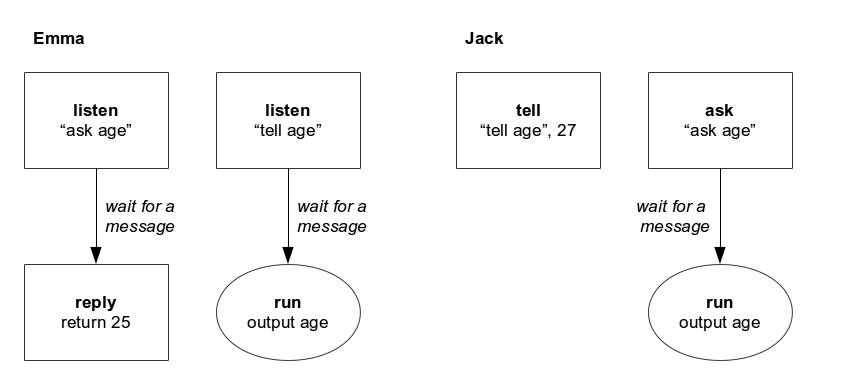 Emma
Jack
listen
“ask age”
listen
“tell age”
tell
“tell age”, 27
ask
“ask age”
wait for a
message
wait for a
message
wait for a
message
reply
return 25
run
output age
run
output age